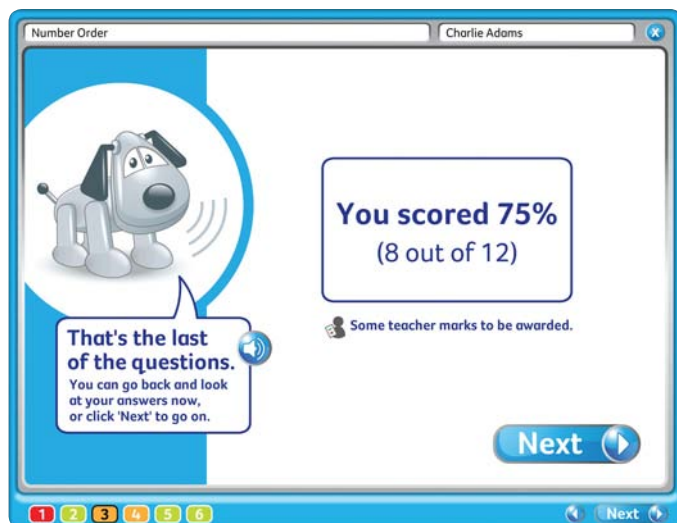 Number Order
Charlie Adams
x
You scored 75%
(8 out of 12)
Some teacher marks to be awarded.
That's the last
of the questions.
You can go back and look
at your answers now,
or click 'Next' to go on.
Next
1 2 3 4 5 6
Next